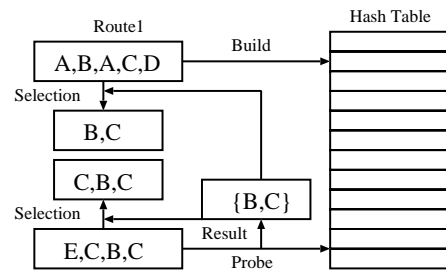 Route1
Hash Table
A,B,A,C,D
Build
Selection
B,C
C,B,C
{B,C}
Selection
Result
E,C,B,C
Probe